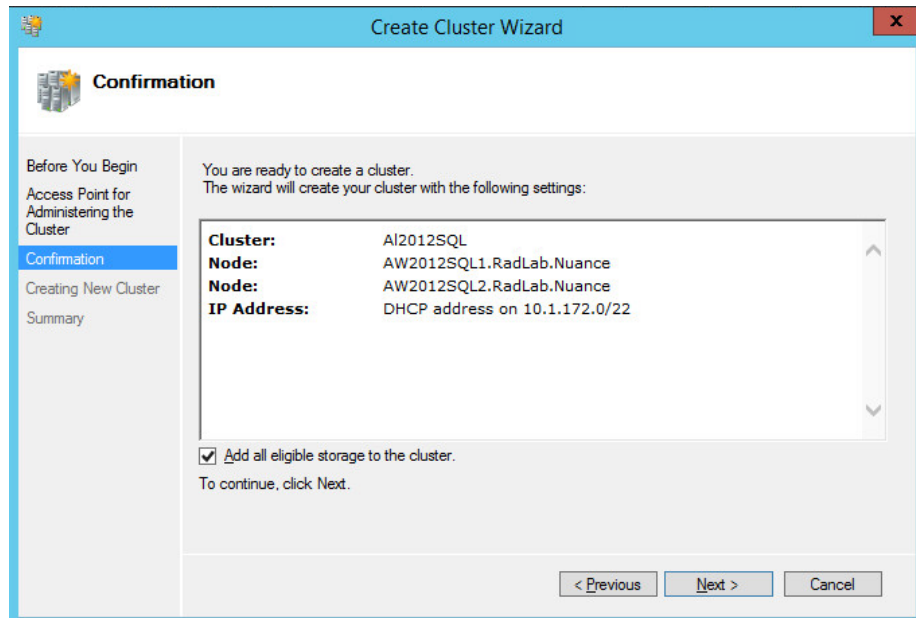 Create Cluster Wizard
x
Confirmation
Before You Begin
Access Point for
Administering the
Cluster
Confirmation
Creating New Cluster
Summary
You are ready to create a cluster.
The wizard will create your cluster with the following settings:
Cluster: Al2012SQL
Node: AW2012SQL1.RadLab.Nuance
Node: AW2012SQL2.RadLab.Nuance
IP Address: DHCP address on 10.1.172.0/22
Add all eligible storage to the cluster.
To continue, click Next.
< Previous Next > Cancel